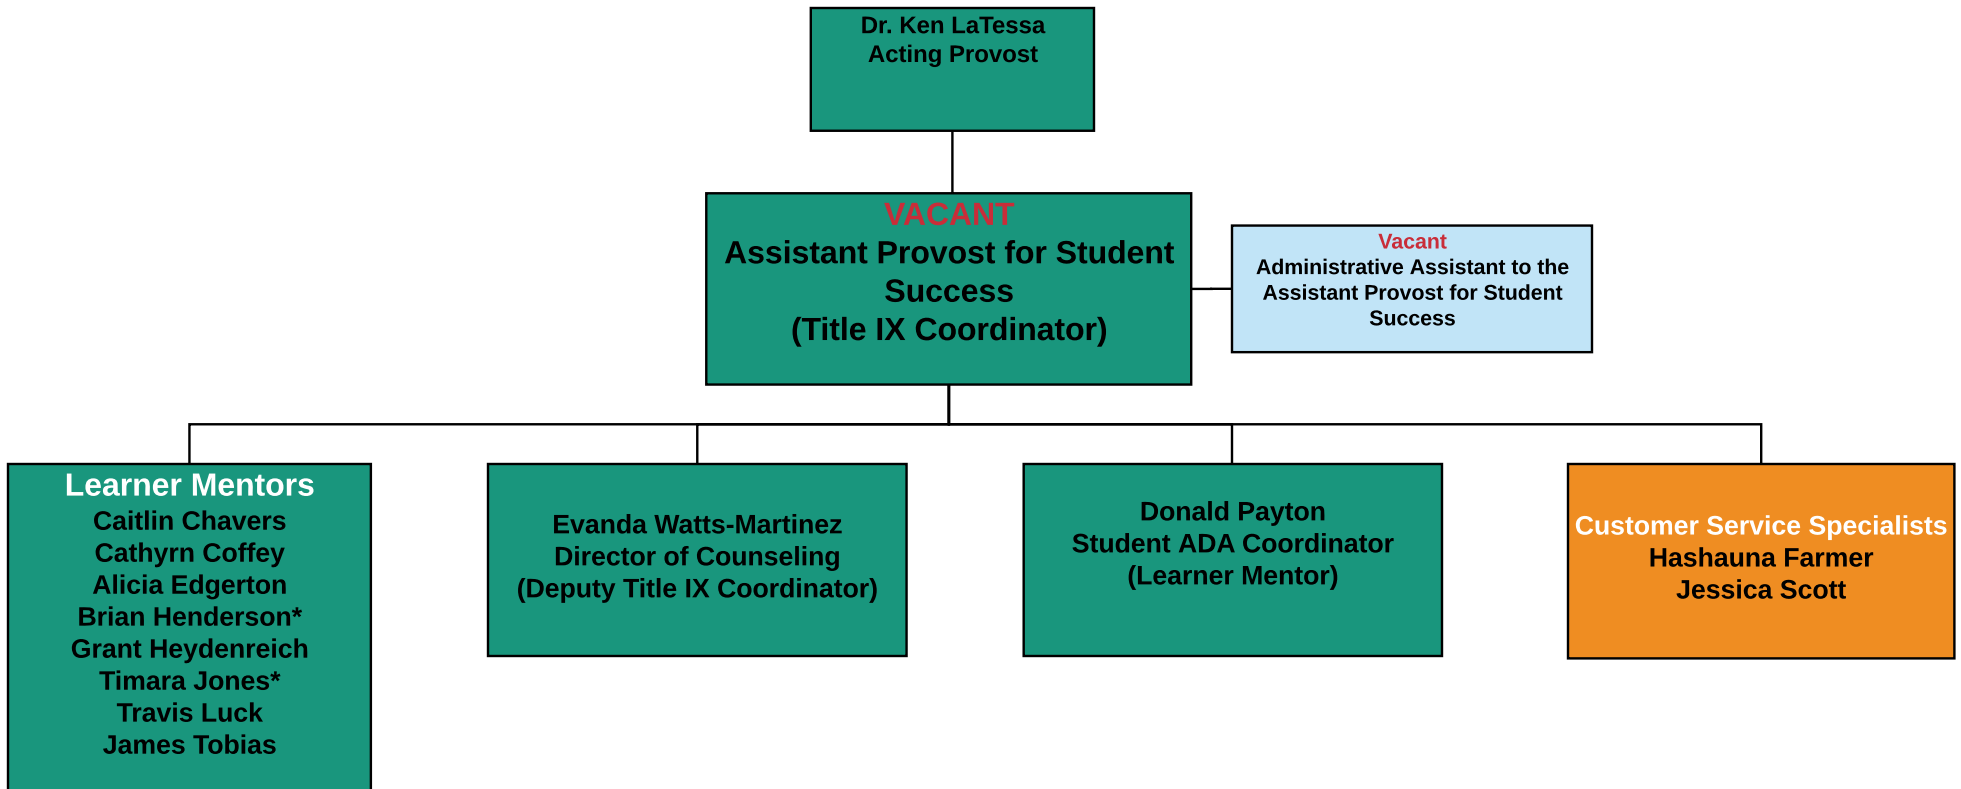 Dr. Ken LaTessa
Acting Provost
VACANT
Assistant Provost for Student
Success
(Title IX Coordinator)
Vacant
Administrative Assistant to the
Assistant Provost for Student
Success
Learner Mentors
Caitlin Chavers
Cathyrn Coffey
Alicia Edgerton
Brian Henderson*
Grant Heydenreich
Timara Jones*
Travis Luck
James Tobias
Evanda Watts-Martinez
Director of Counseling
(Deputy Title IX Coordinator)
Donald Payton
Student ADA Coordinator
(Learner Mentor)
Customer Service Specialists
Hashauna Farmer
Jessica Scott